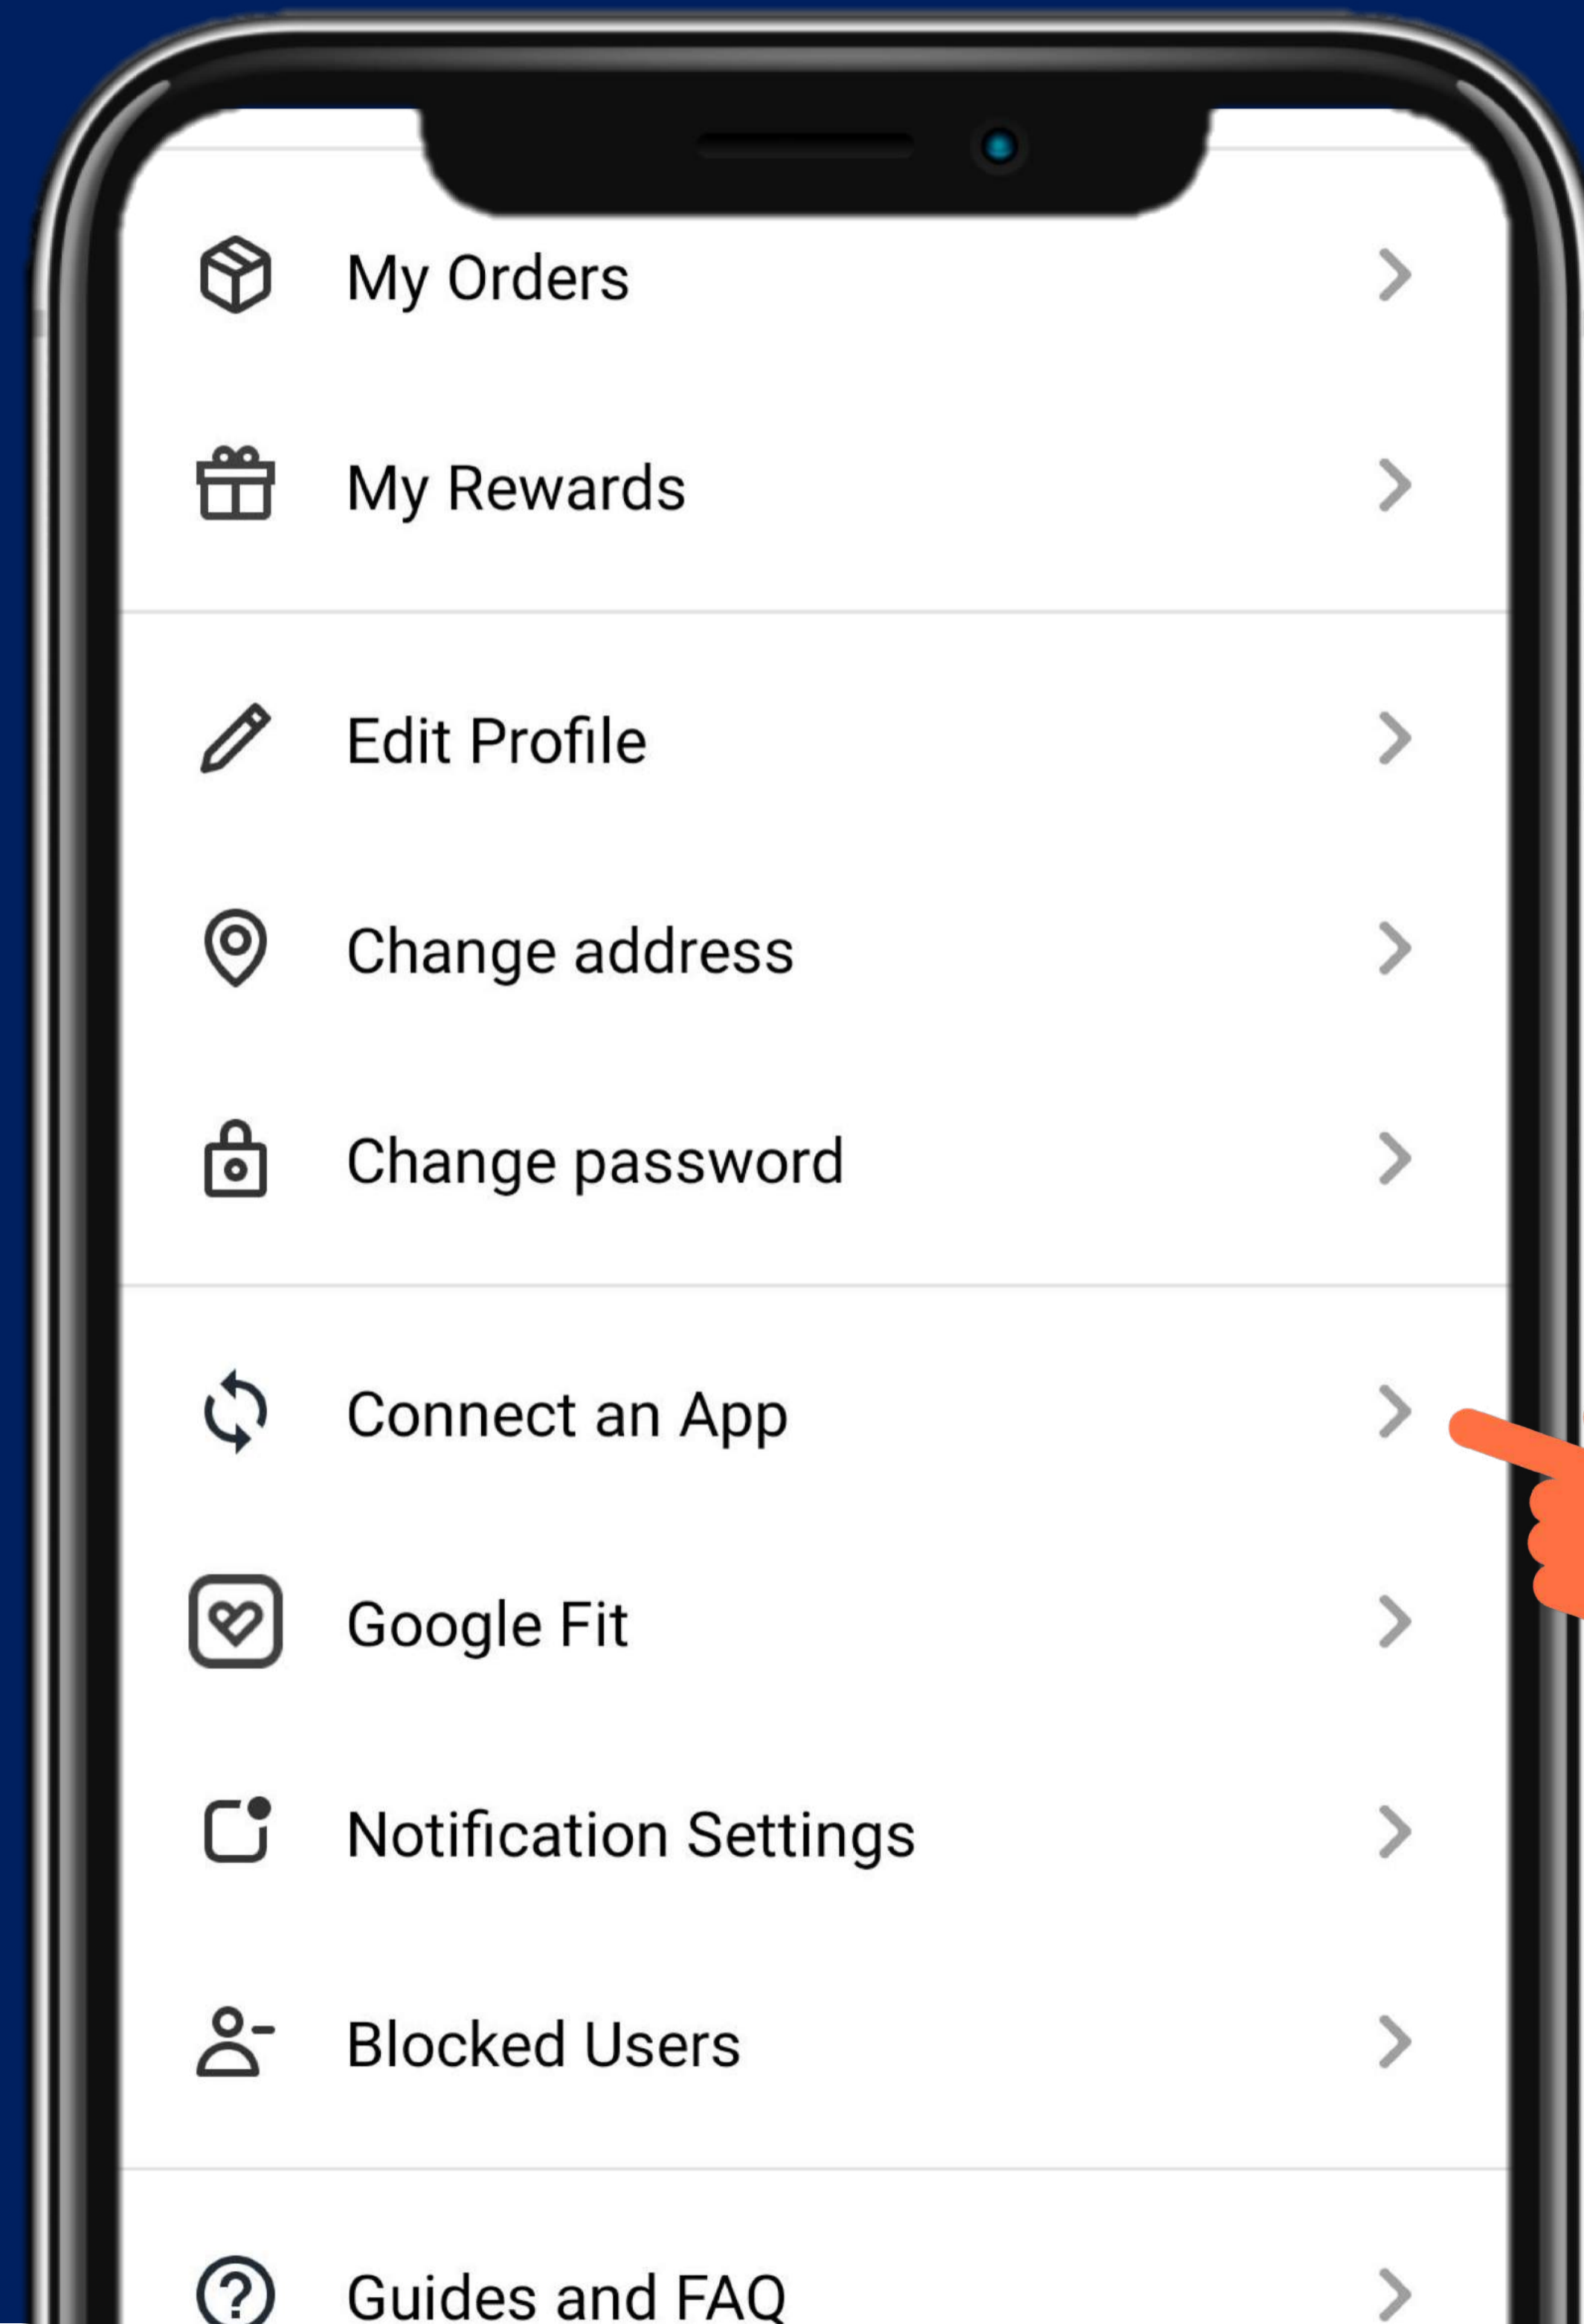 My Orders
My Rewards
Edit Profile
Change address
Change password
Connect an App
Google Fit
Notification Settings
Blocked Users
Guides and FAQ